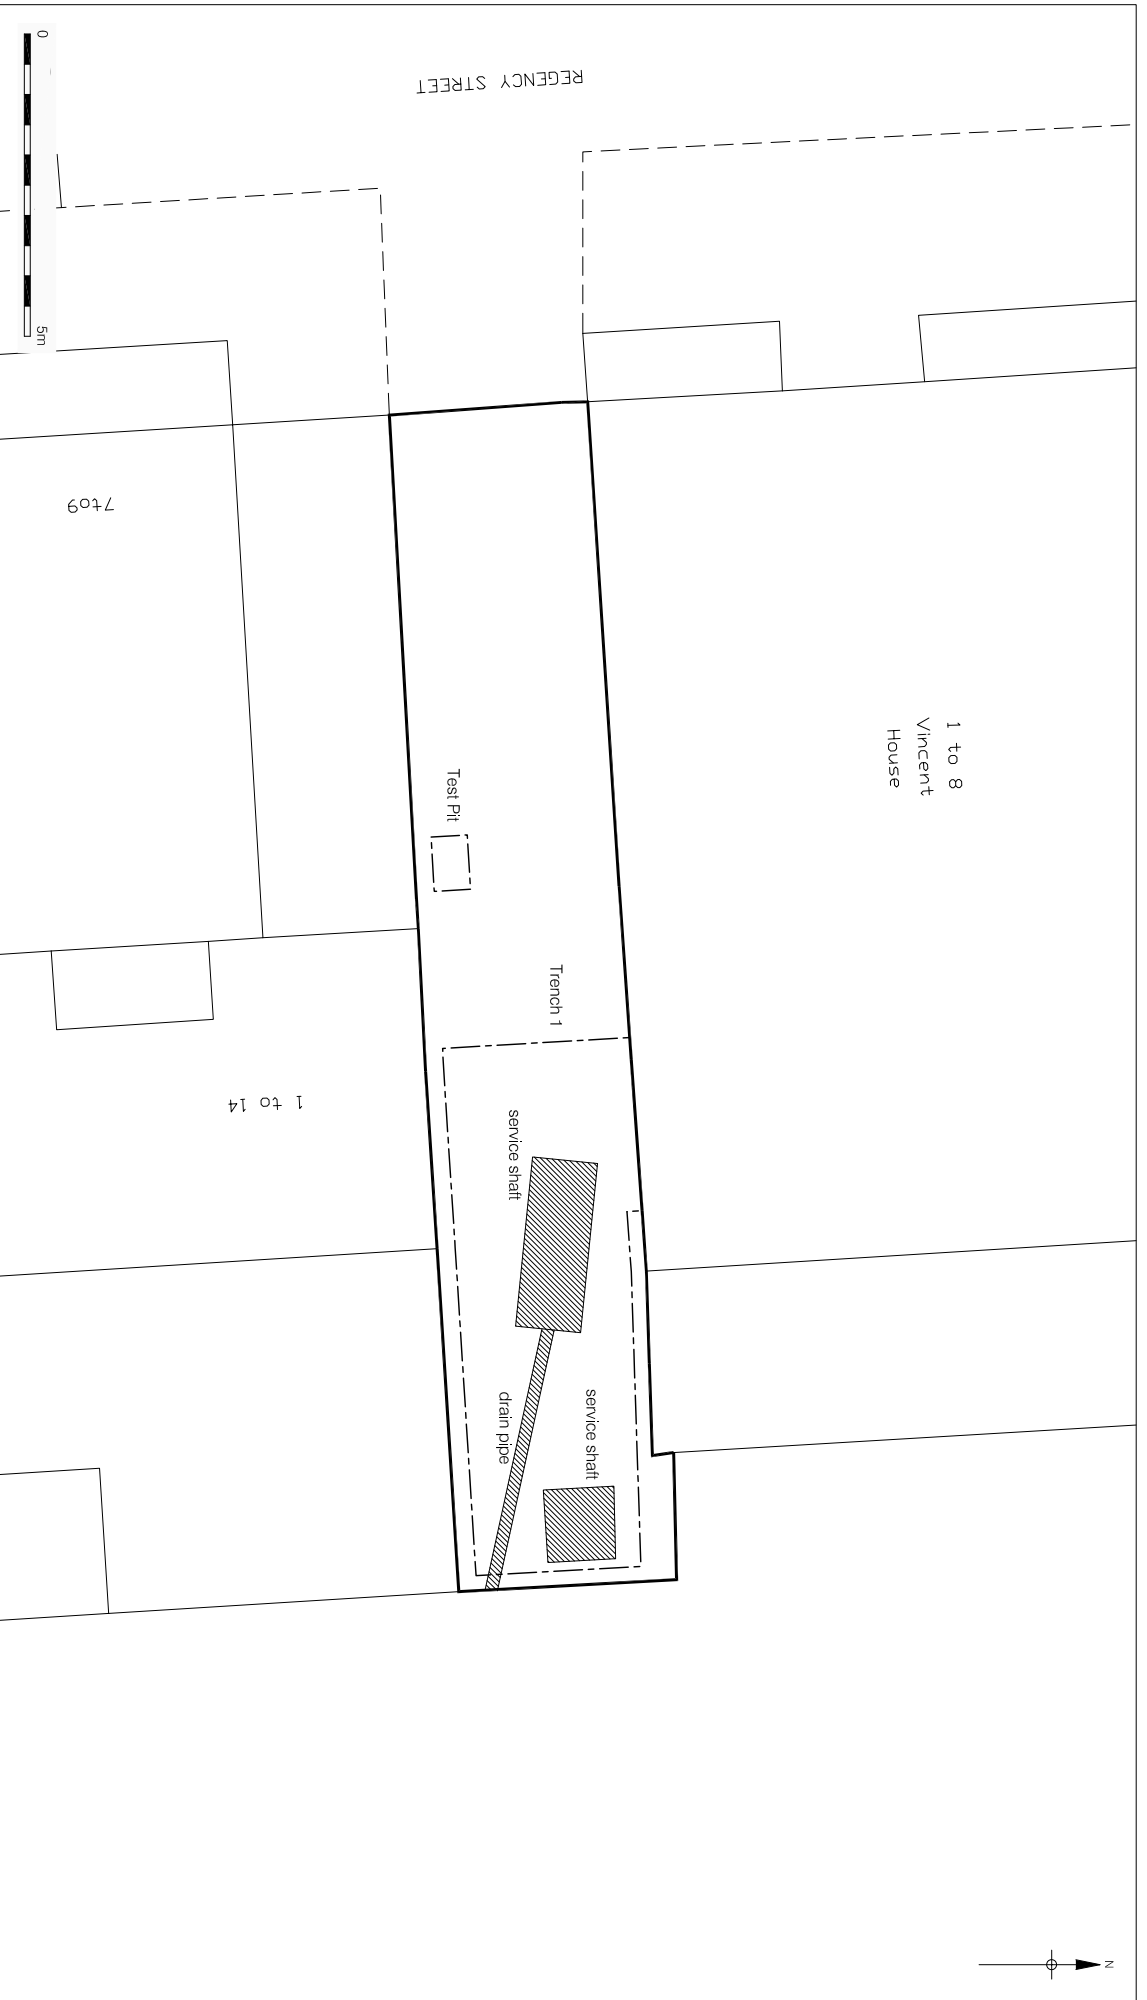 REGENCY STREET
0
5m
7to9
1 to 8
Vincent
House
Test Pit
Trench 1
1 to 14
service shaft
drain pipe
service shaft
N